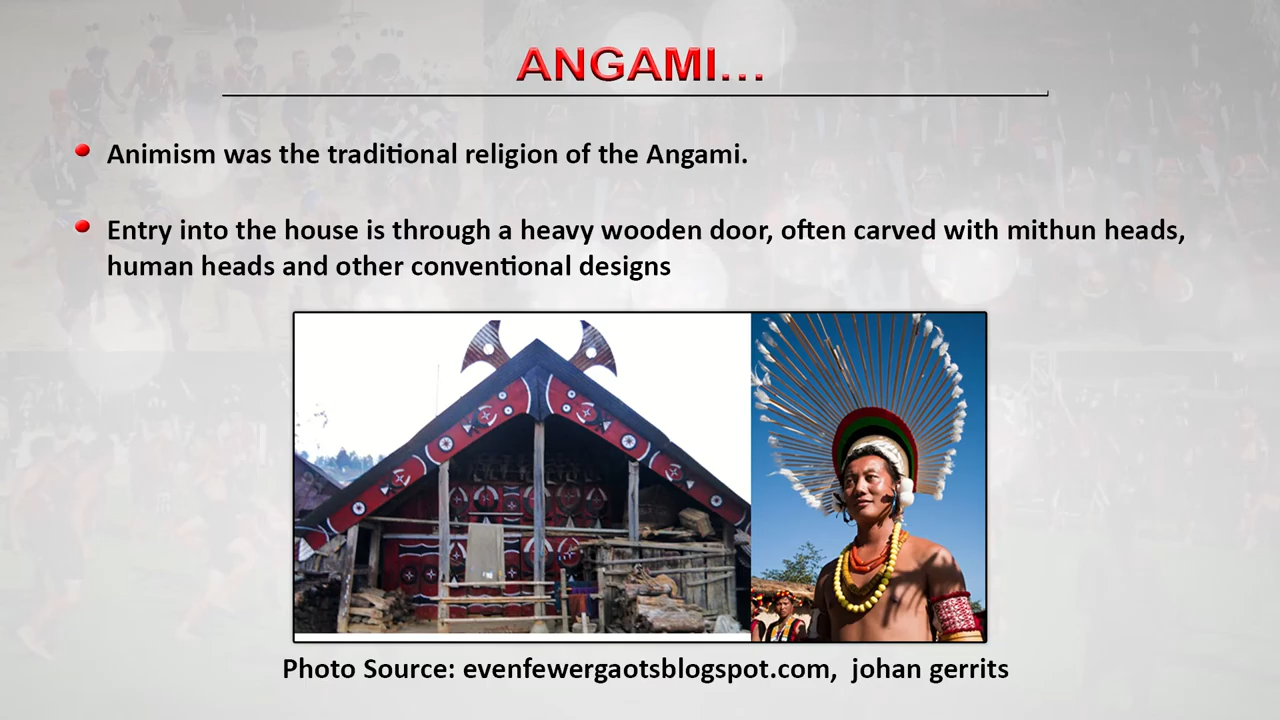 ANGAMI...
Animism was the traditional religion of the Angami.
Entry into the house is through a heavy wooden door, often carved with mithun heads,
human heads and other conventional designs
Photo Source: evenfewergaotsblogspot.com, johan gerrits